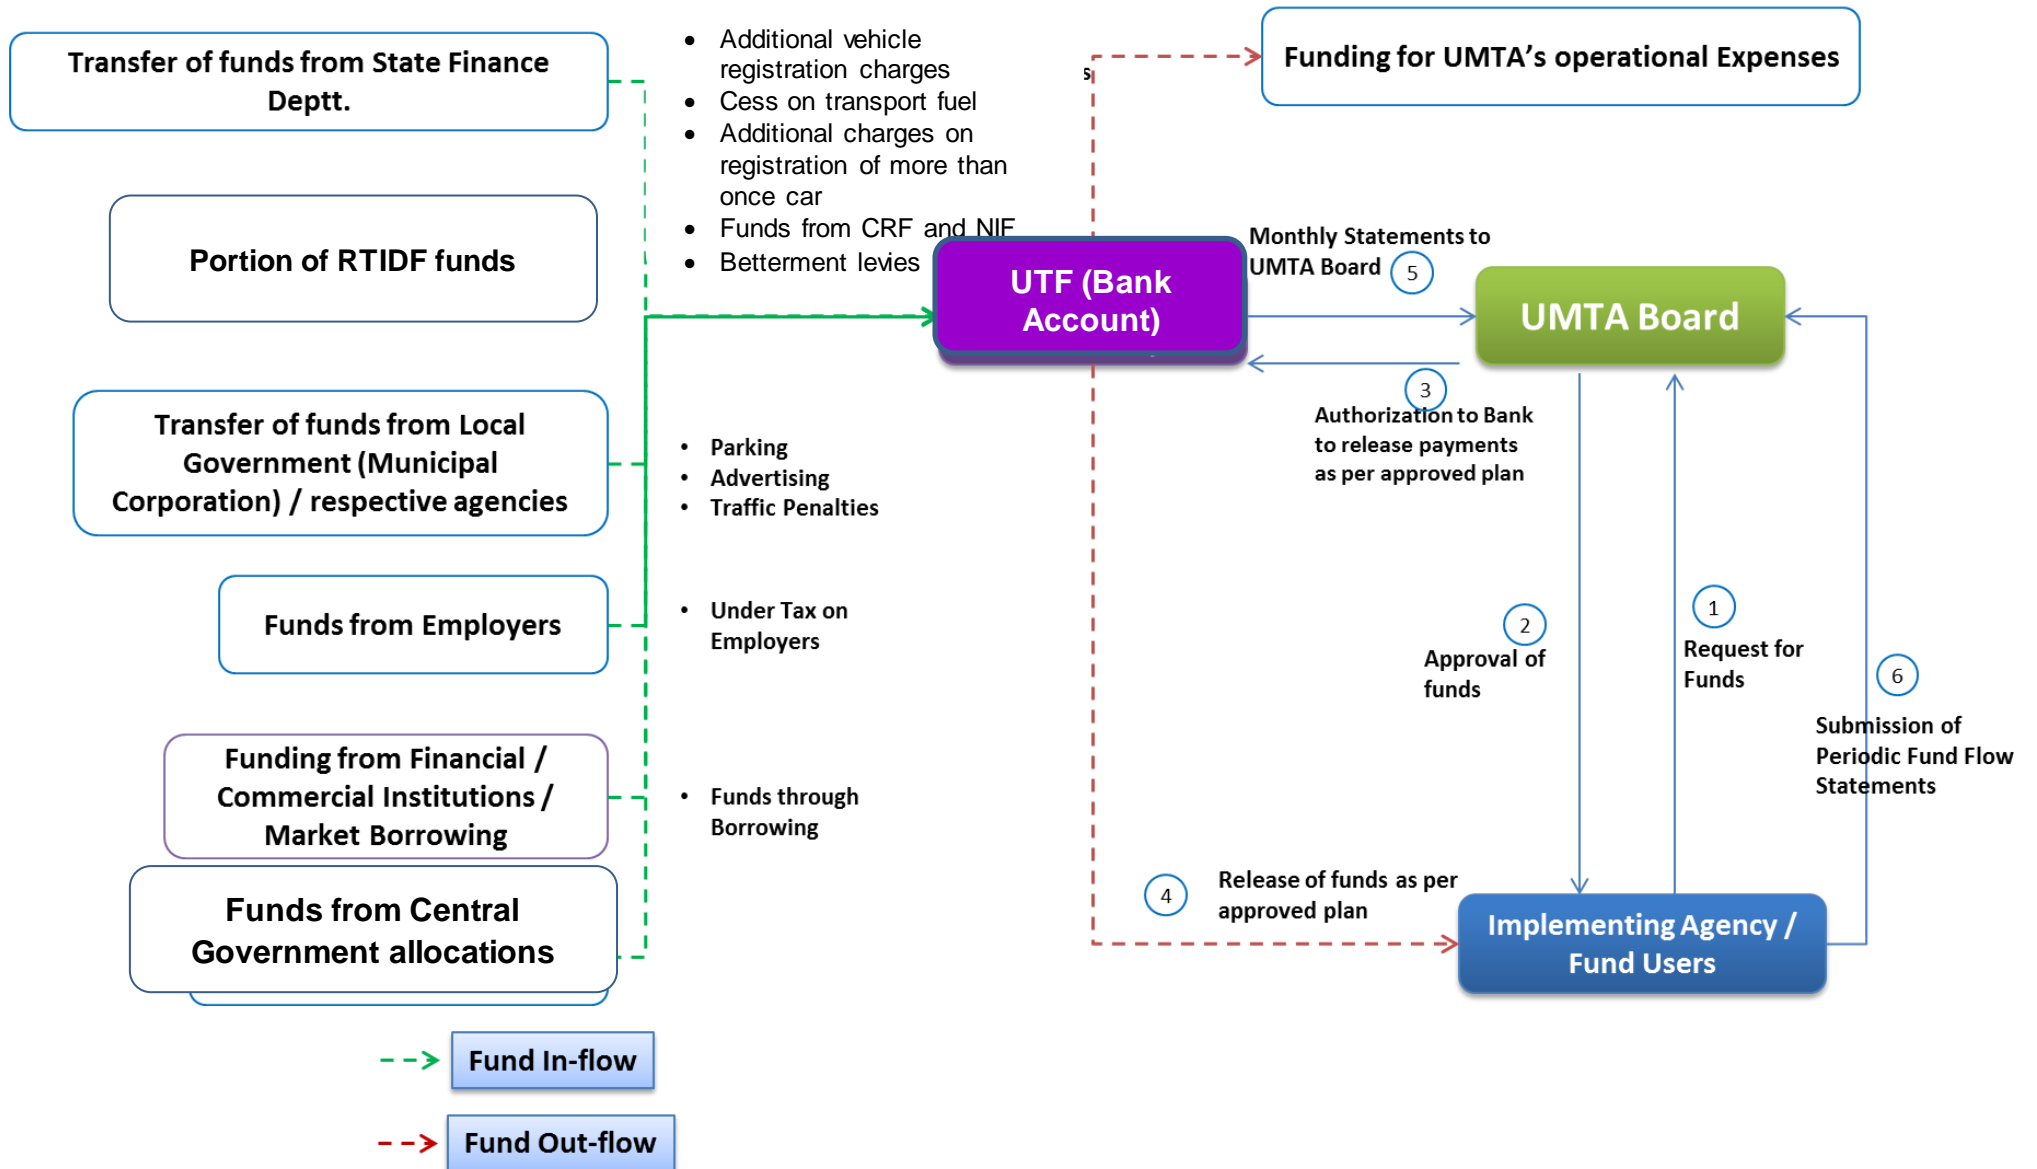 Transfer of funds from State Finance
Deptt.
Portion of RTIDF funds
Transfer of funds from Local
Government (Municipal
Corporation) / respective agencies
Funds from Employers
Funding from Financial /
Commercial Institutions /
Market Borrowing
Funds from Central
Government allocations
Fund In-flow
Fund Out-flow
• Additional vehicle
registration charges
• Cess on transport fuel
• Additional charges on
registration of more than
once car
• Funds from CRF and NIF
• Betterment levies
s
• Parking
• Advertising
• Traffic Penalties
• Under Tax on
Employers
• Funds through
Borrowing
UTF (Bank
Account)
Funding for UMTA's operational Expenses
Monthly Statements to
UMTA Board
5
UMTA Board
3
Authorization to Bank
to release payments
as per approved plan
2
Approval of
funds
1
Request for
Funds
6
Submission of
Periodic Fund Flow
Statements
4
Release of funds as per
approved plan
Implementing Agency /
Fund Users